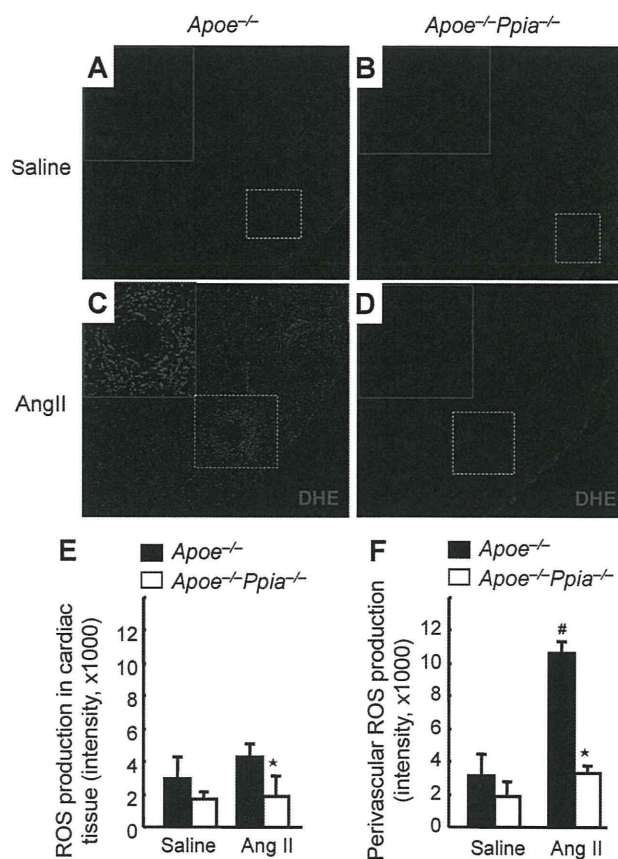 Apoe–/–
Apoe–/–Ppia–/–
A
B
Saline
C
D
AngII
DHE
DHE
E
Apoe–/–
Apoe–/–Ppia–/–
ROS production in cardiac
tissue (intensity, x1000)
12
10
8
6
4
2
0
★
Saline
Ang II
F
Apoe–/–
Apoe–/–Ppia–/–
Perivascular ROS production
(intensity, x1000)
12
10
8
6
4
2
0
#
★
Saline
Ang II